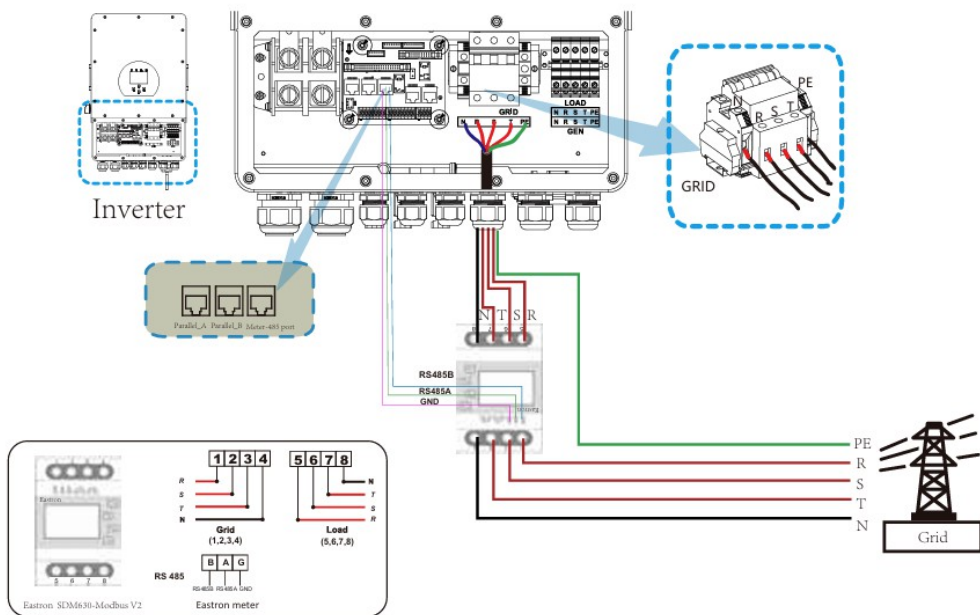 Inverter
GRID
N R S T PE
LOAD
N R S T PE
N R S T PE
GEN
PE
R S T
GRID
Parallel_A Parallel_B Meter-485 port
N T S R
RS485B
RS485A
GND
Eastron
PE
R
S
T
N
Grid
Eastron
5 6 7 8
Eastron SDM630-Modbus V2
1 2 3 4
R
S
T
N
Grid
(1,2,3,4)
5 6 7 8
N
T
S
R
Load
(5,6,7,8)
RS 485
B A G
RS485B RS485A GND
Eastron meter